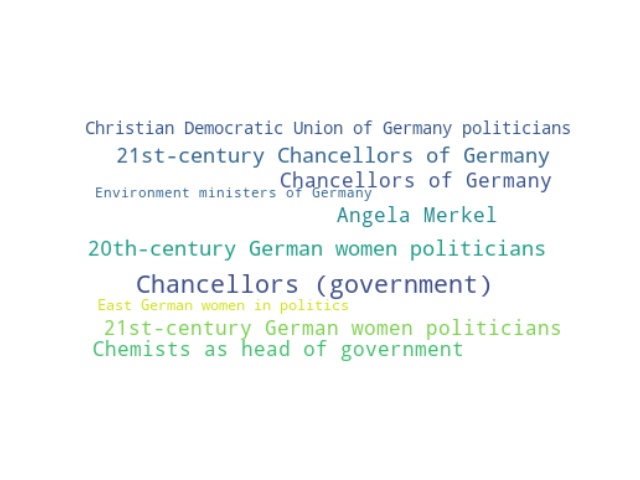 Christian Democratic Union of Germany politicians
21st-century Chancellors of Germany
Chancellors of Germany
Environment ministers of Germany
Angela Merkel
20th-century German women politicians
Chancellors (government)
East German women in politics
21st-century German women politicians
Chemists as head of government